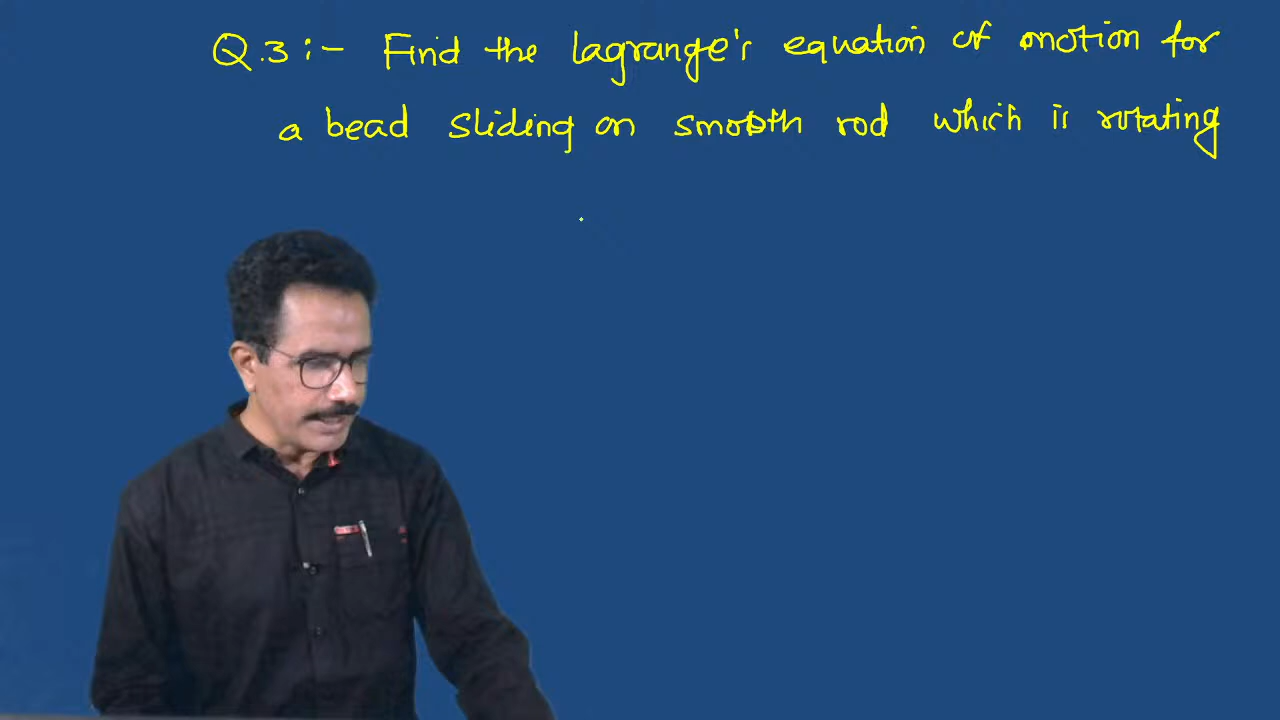 Q.3 :- Find the lagrange's equation of motion for
a bead sliding on smooth rod which is rotating